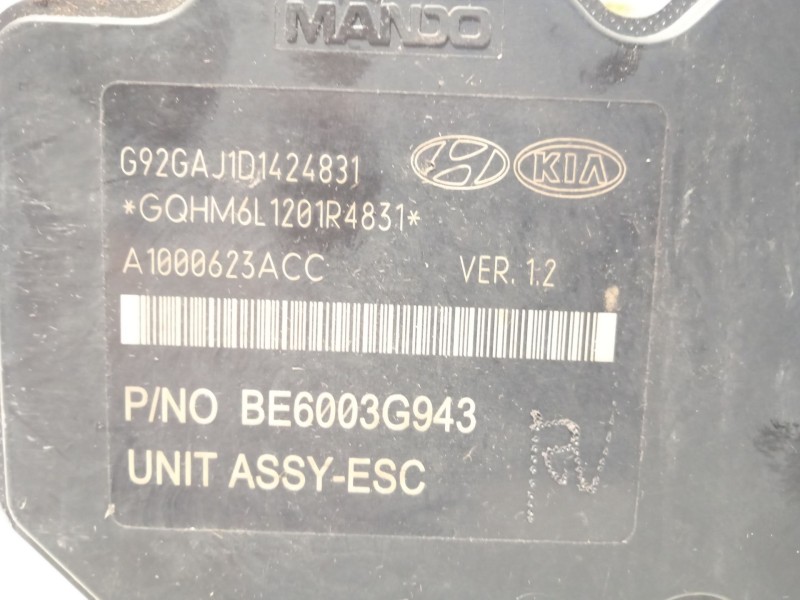 MANDO
G92GAJ1D1424831
KIA
*GQHM6L1201R4831*
A1000623ACC VER. 1.2
P/NO BE6003G943
UNIT ASSY-ESC